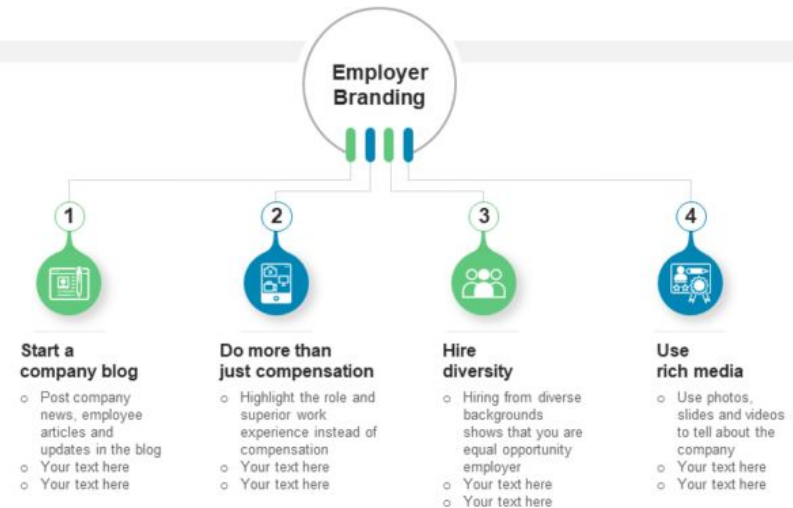 Employer
Branding
1
2
3
4
Start a
company blog
o Post company
news, employee
articles and
updates in the blog
o Your text here
o Your text here
Do more than
just compensation
o Highlight the role and
superior work
experience instead of
compensation
o Your text here
o Your text here
Hire
diversity
o Hiring from diverse
backgrounds
shows that you are
equal opportunity
employer
o Your text here
o Your text here
Use
rich media
o Use photos,
slides and videos
to tell about the
company
o Your text here
o Your text here